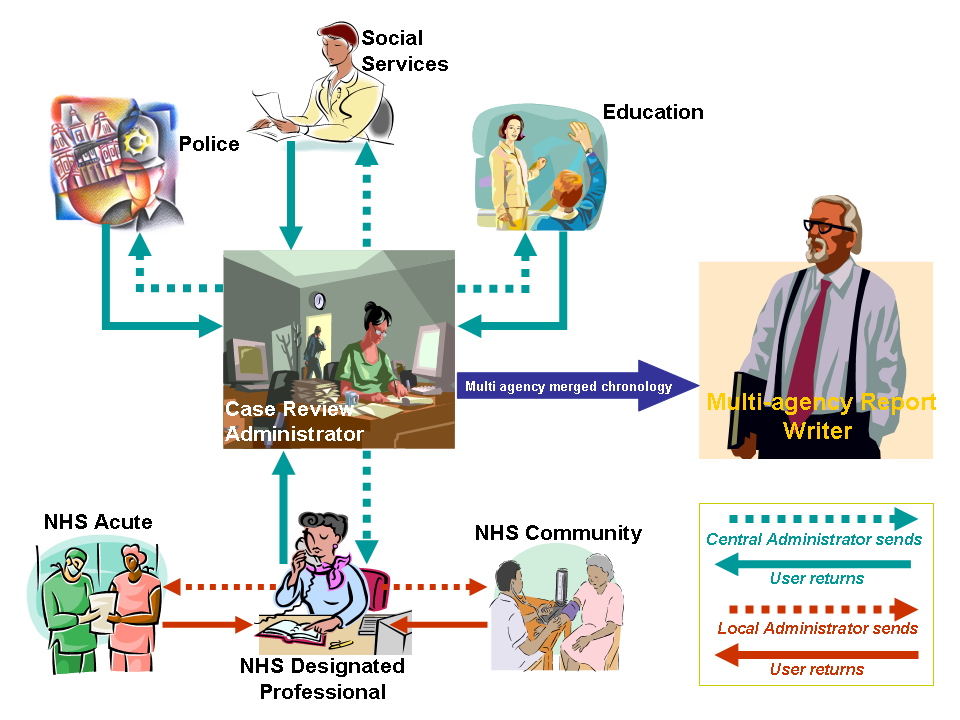 Social
Services
Police
Education
Case Review
Administrator
Multi agency merged chronology
Multi-agency Report
Writer
NHS Acute
NHS Community
NHS Designated
Professional
Central Administrator sends
User returns
Local Administrator sends
User returns